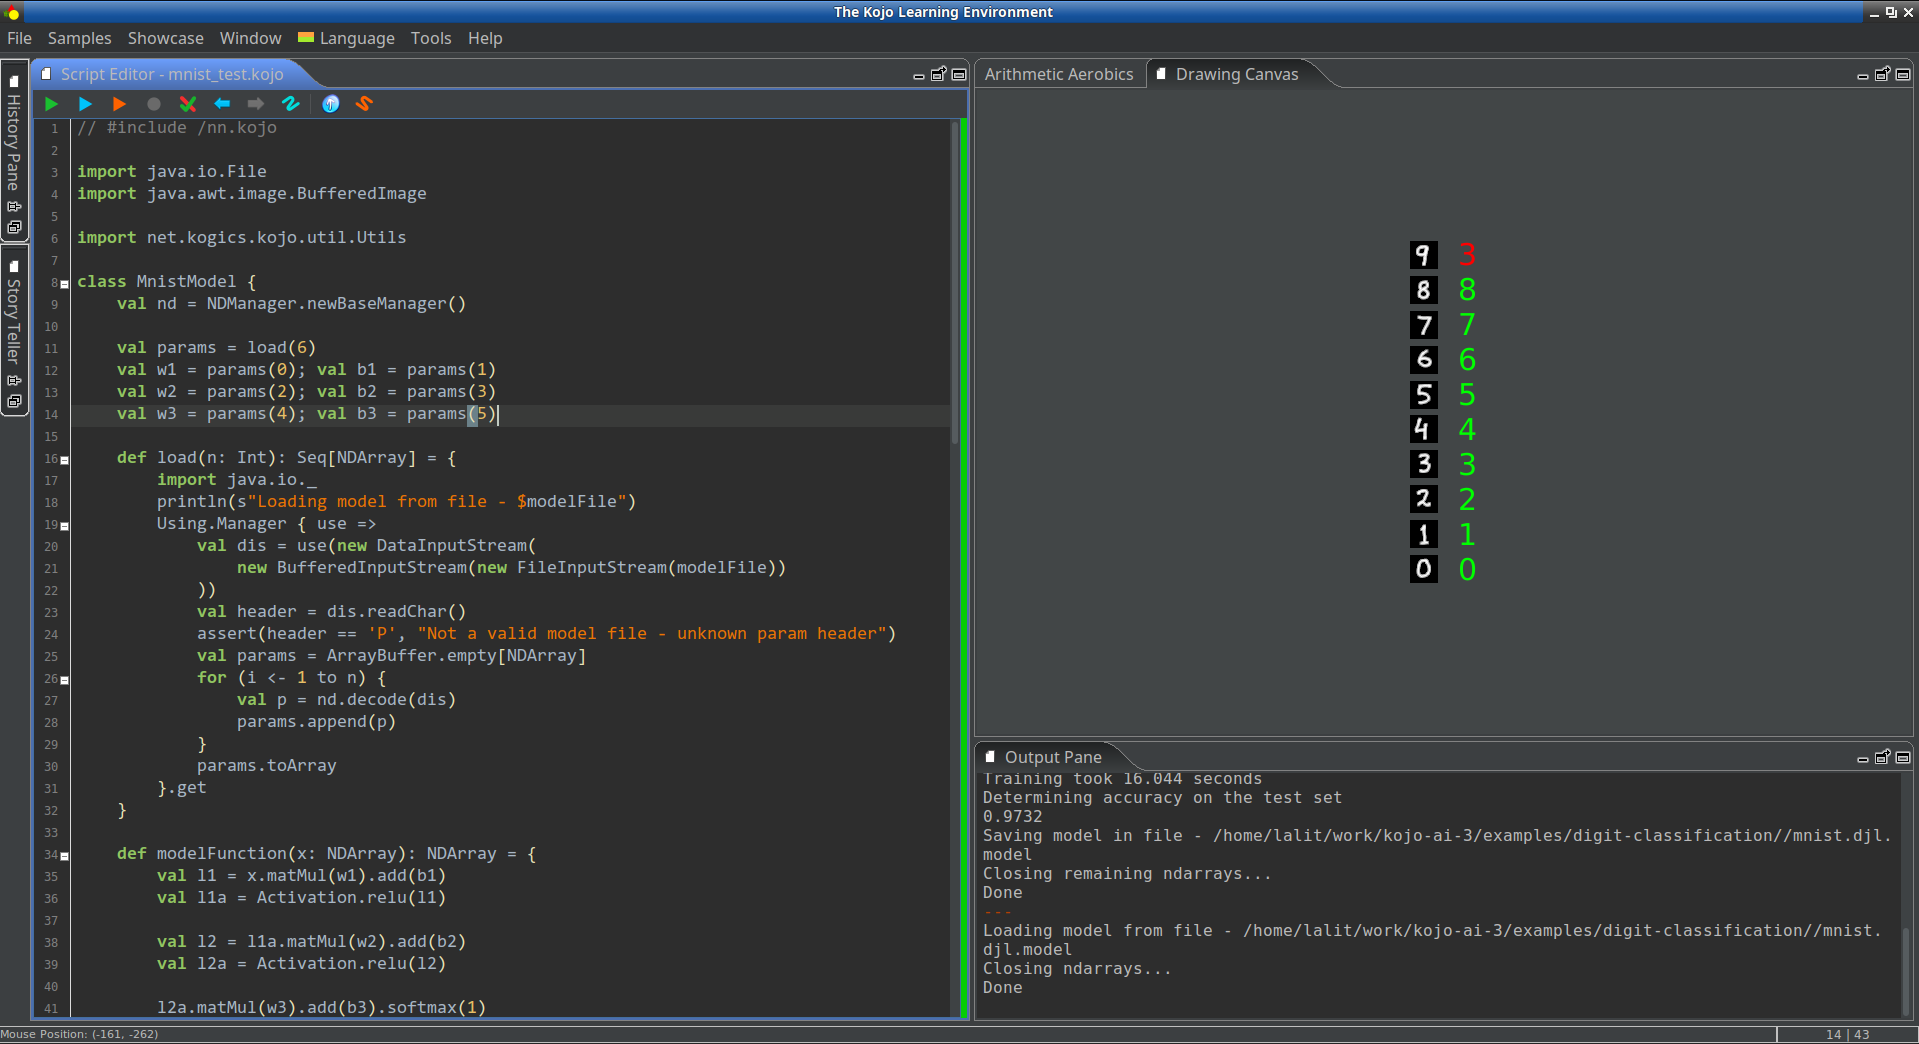 The Kojo Learning Environment
File Samples Showcase Window Language Tools Help
History Pane
Story Teller
Script Editor - mnist_test.kojo
1 // #include /nn.kojo
2
3 import java.io.File
4 import java.awt.image.BufferedImage
5
6 import net.kogics.kojo.util.Utils
7
8 class MnistModel {
9 val nd = NDManager.newBaseManager()
10
11 val params = load(6)
12 val w1 = params(0); val b1 = params(1)
13 val w2 = params(2); val b2 = params(3)
14 val w3 = params(4); val b3 = params(5)
15
16 def load(n: Int): Seq[NDArray] = {
17 import java.io._
18 println(s"Loading model from file - $modelFile")
19 Using.Manager { use =>
20 val dis = use(new DataInputStream(
21 new BufferedInputStream(new FileInputStream(modelFile))
22 ))
23 val header = dis.readChar()
24 assert(header == 'P', "Not a valid model file - unknown param header")
25 val params = ArrayBuffer.empty[NDArray]
26 for (i <- 1 to n) {
27 val p = nd.decode(dis)
28 params.append(p)
29 }
30 params.toArray
31 }.get
32 }
33
34 def modelFunction(x: NDArray): NDArray = {
35 val l1 = x.matMul(w1).add(b1)
36 val l1a = Activation.relu(l1)
37
38 val l2 = l1a.matMul(w2).add(b2)
39 val l2a = Activation.relu(l2)
40
41 l2a.matMul(w3).add(b3).softmax(1)
Arithmetic Aerobics Drawing Canvas
9 3
8 8
7 7
6 6
5 5
4 4
3 3
2 2
1 1
0 0
Output Pane
Training took 16.044 seconds
Determining accuracy on the test set
0.9732
Saving model in file - /home/lalit/work/kojo-ai-3/examples/digit-classification//mnist.djl.
model
Closing remaining ndarrays...
Done
---
Loading model from file - /home/lalit/work/kojo-ai-3/examples/digit-classification//mnist.
djl.model
Closing ndarrays...
Done
Mouse Position: (-161, -262)
14 | 43